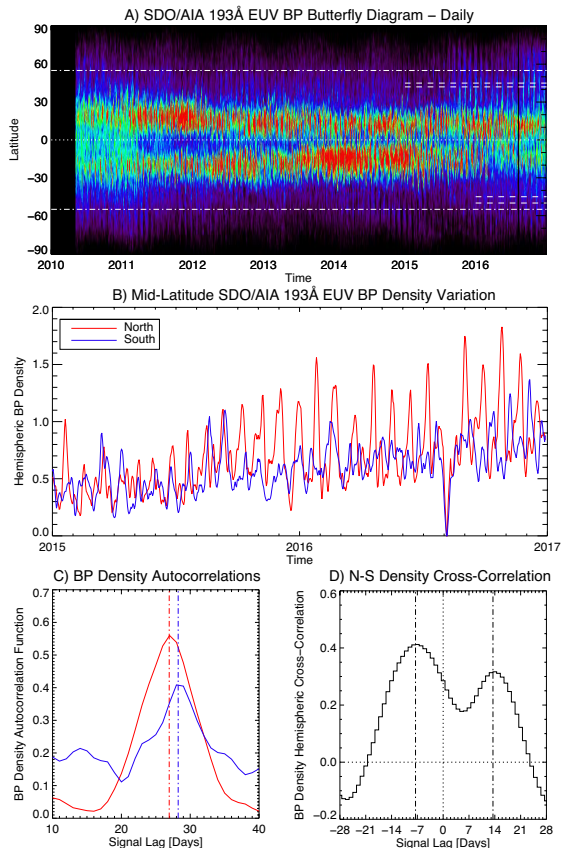 A) SDO/AIA 193Å EUV BP Butterfly Diagram – Daily
90
60
30
0
−30
−60
−90
Latitude
2010 2011 2012 2013 2014 2015 2016
Time
B) Mid-Latitude SDO/AIA 193Å EUV BP Density Variation
2.0
1.5
1.0
0.5
0.0
Hemispheric BP Density
North
South
2015 2016 2017
Time
C) BP Density Autocorrelations
0.7
0.6
0.5
0.4
0.3
0.2
0.1
0.0
BP Density Autocorrelation Function
10 20 30 40
Signal Lag [Days]
D) N-S Density Cross-Correlation
0.6
0.4
0.2
0.0
−0.2
BP Density Hemispheric Cross-Correlation
−28 −21 −14 −7 0 7 14 21 28
Signal Lag [Days]